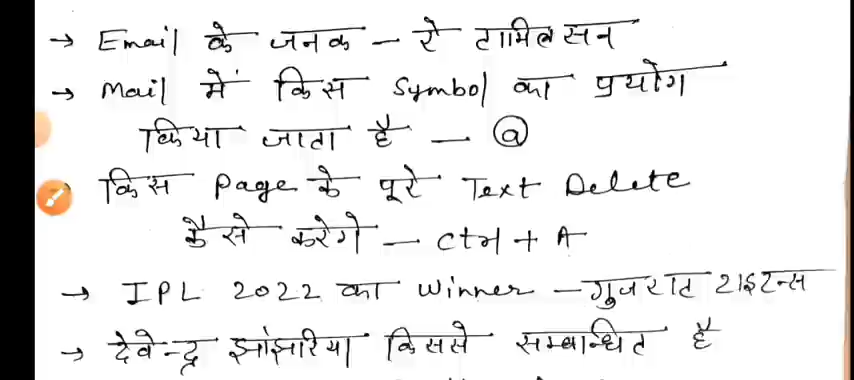 → Email के जनक - रे टामिलसन
→ Mail में किस Symbol का प्रयोग
किया जाता है - @
किस Page के पूरे Text Delete
कैसे करेगे - Ctrl + A
→ IPL 2022 का Winner - गुजरात टाइटन्स
→ देवेन्द्र झांझरिया किससे सम्बन्धित है